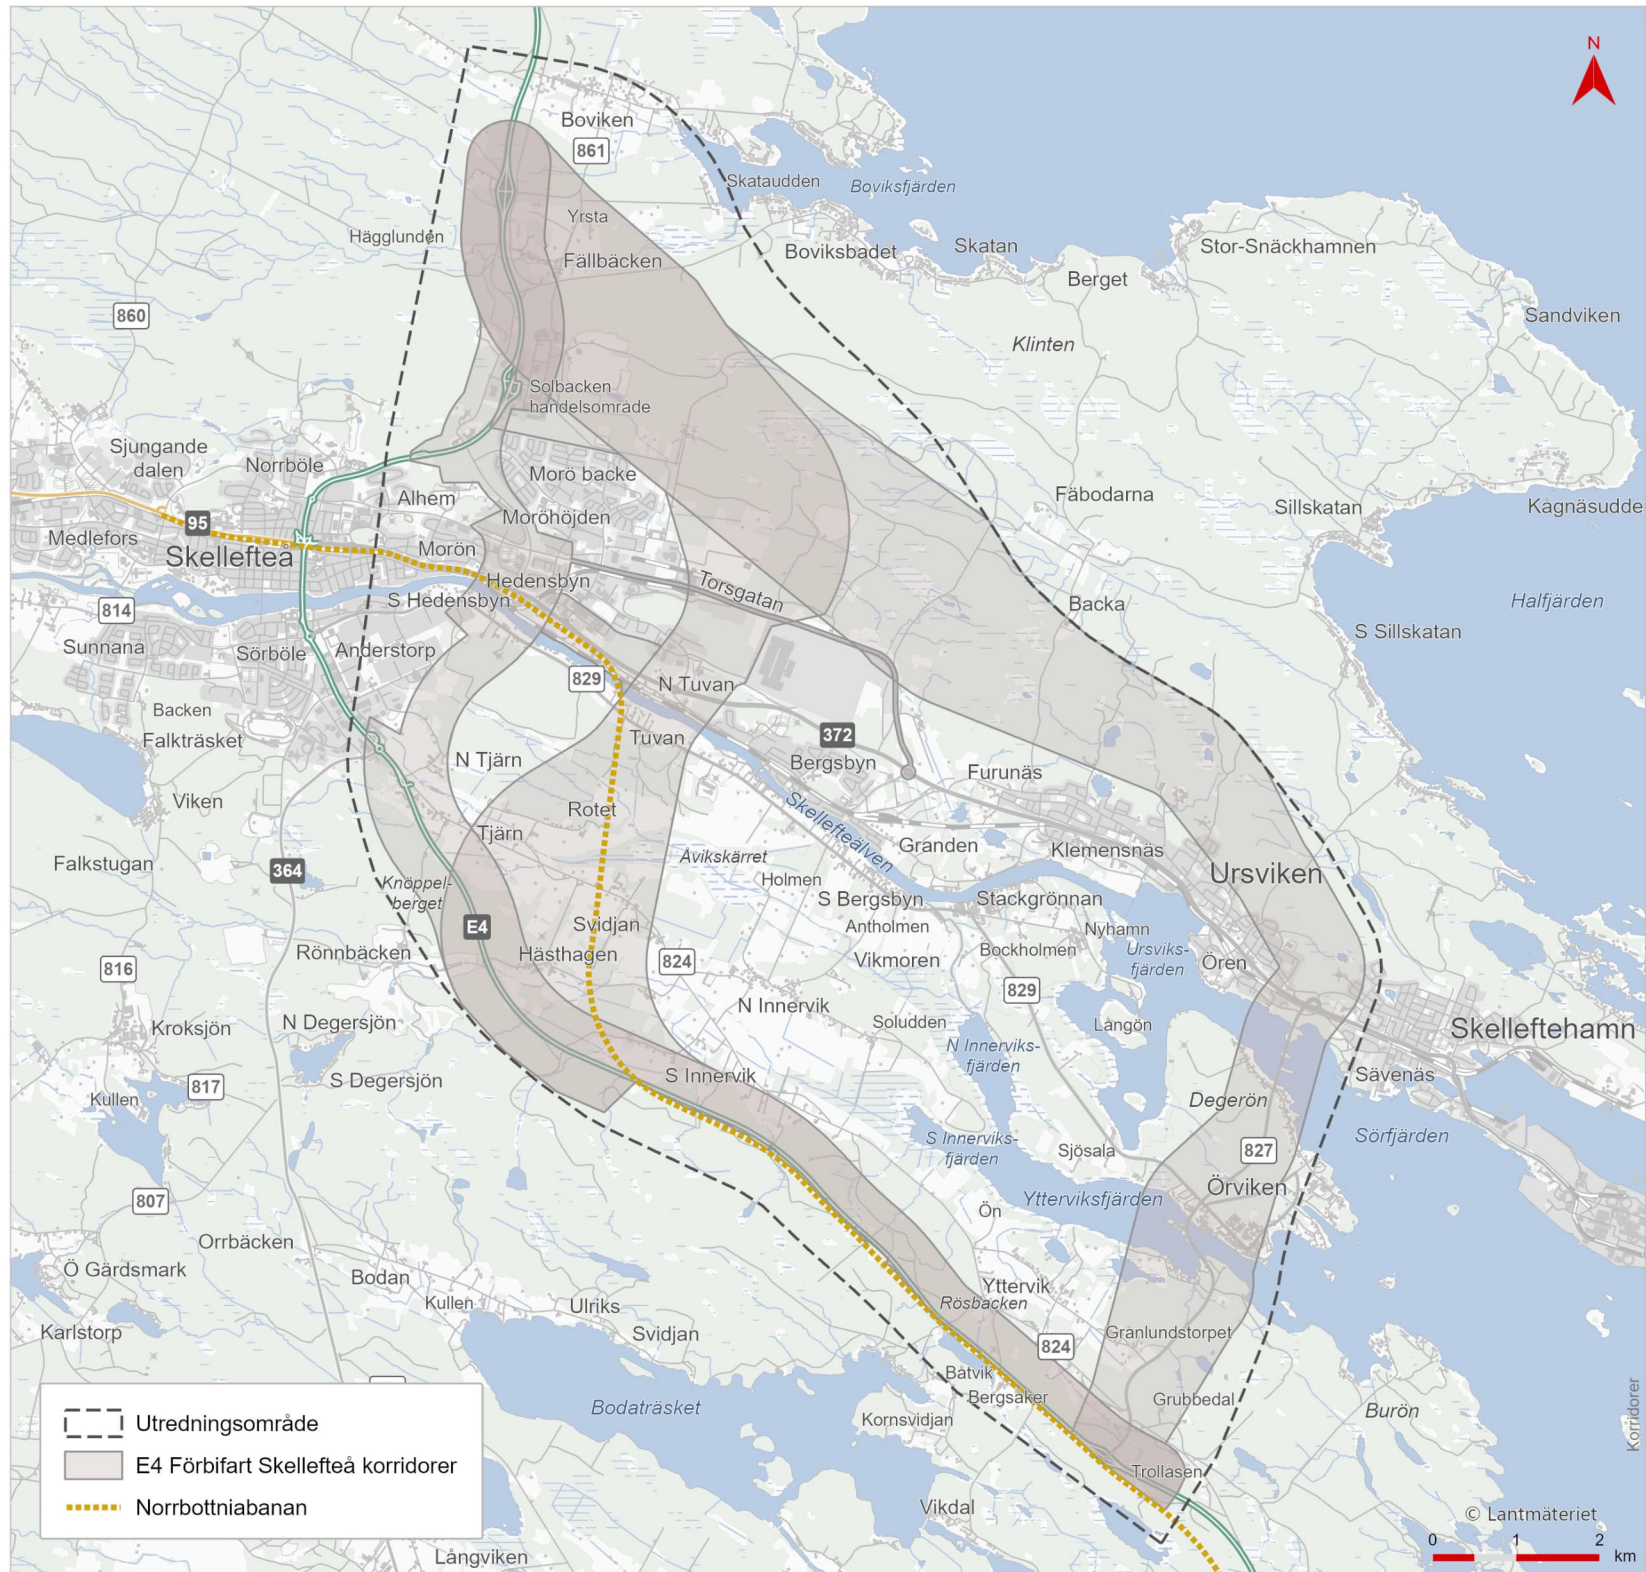 N
Boviken
861
Skataudden
Boviksfjärden
Yrsta
Hägglunden
Fällbäcken
Boviksbadet
Skatan
Stor-Snäckhamnen
Berget
860
Sandviken
Klinten
Solbacken
handelsområde
Sjungande
dalen
Norrböle
Morö backe
Alhem
Fäbodarna
Sillskatan
Kågnäsudde
95
Moröhöjden
Medlefors
Skellefteå
Morön
Hedensbyn
Torsgatan
S Hedensbyn
814
Backa
Halfjärden
S Sillskatan
Sunnanå
Sörböle
Anderstorp
829
N Tuvan
Backen
Falkträsket
Tuvan
372
N Tjärn
Bergsbyn
Furunäs
Viken
Rotet
Skellefteälven
Tjärn
Granden
Klemensnäs
Falkstugan
364
Knöppel-
berget
Åvikskärret
Holmen
Ursviken
S Bergsbyn
Stackgrönnan
E4
Svidjan
Antholmen
Nyhamn
Rönnbäcken
Hästhagen
Bockholmen
Ursviks-
fjärden
Ören
816
824
Vikmoren
829
N Innervik
Kroksjön
N Degersjön
Soludden
Långön
Skelleftehamn
N Innerviks-
fjärden
S Innervik
S Degersjön
817
Sävenäs
Kullen
Degerön
S Innerviks-
fjärden
Sörfjärden
Sjösala
827
807
Ytterviksfjärden
Örviken
Ön
Orrbäcken
Ö Gärdsmark
Bodan
Yttervik
Kullen
Ulriks
Rösbäcken
Karlstorp
Svidjan
824
Granlundstorpet
Båtvik
Bergsåker
Grubbedal
Bodaträsket
Kornsvidjan
Burön
Korridorer
Utredningsområde
E4 Förbifart Skellefteå korridorer
Trollåsen
Norrbottniabanan
Vikdal
© Lantmäteriet
0 1 2
km
Långviken